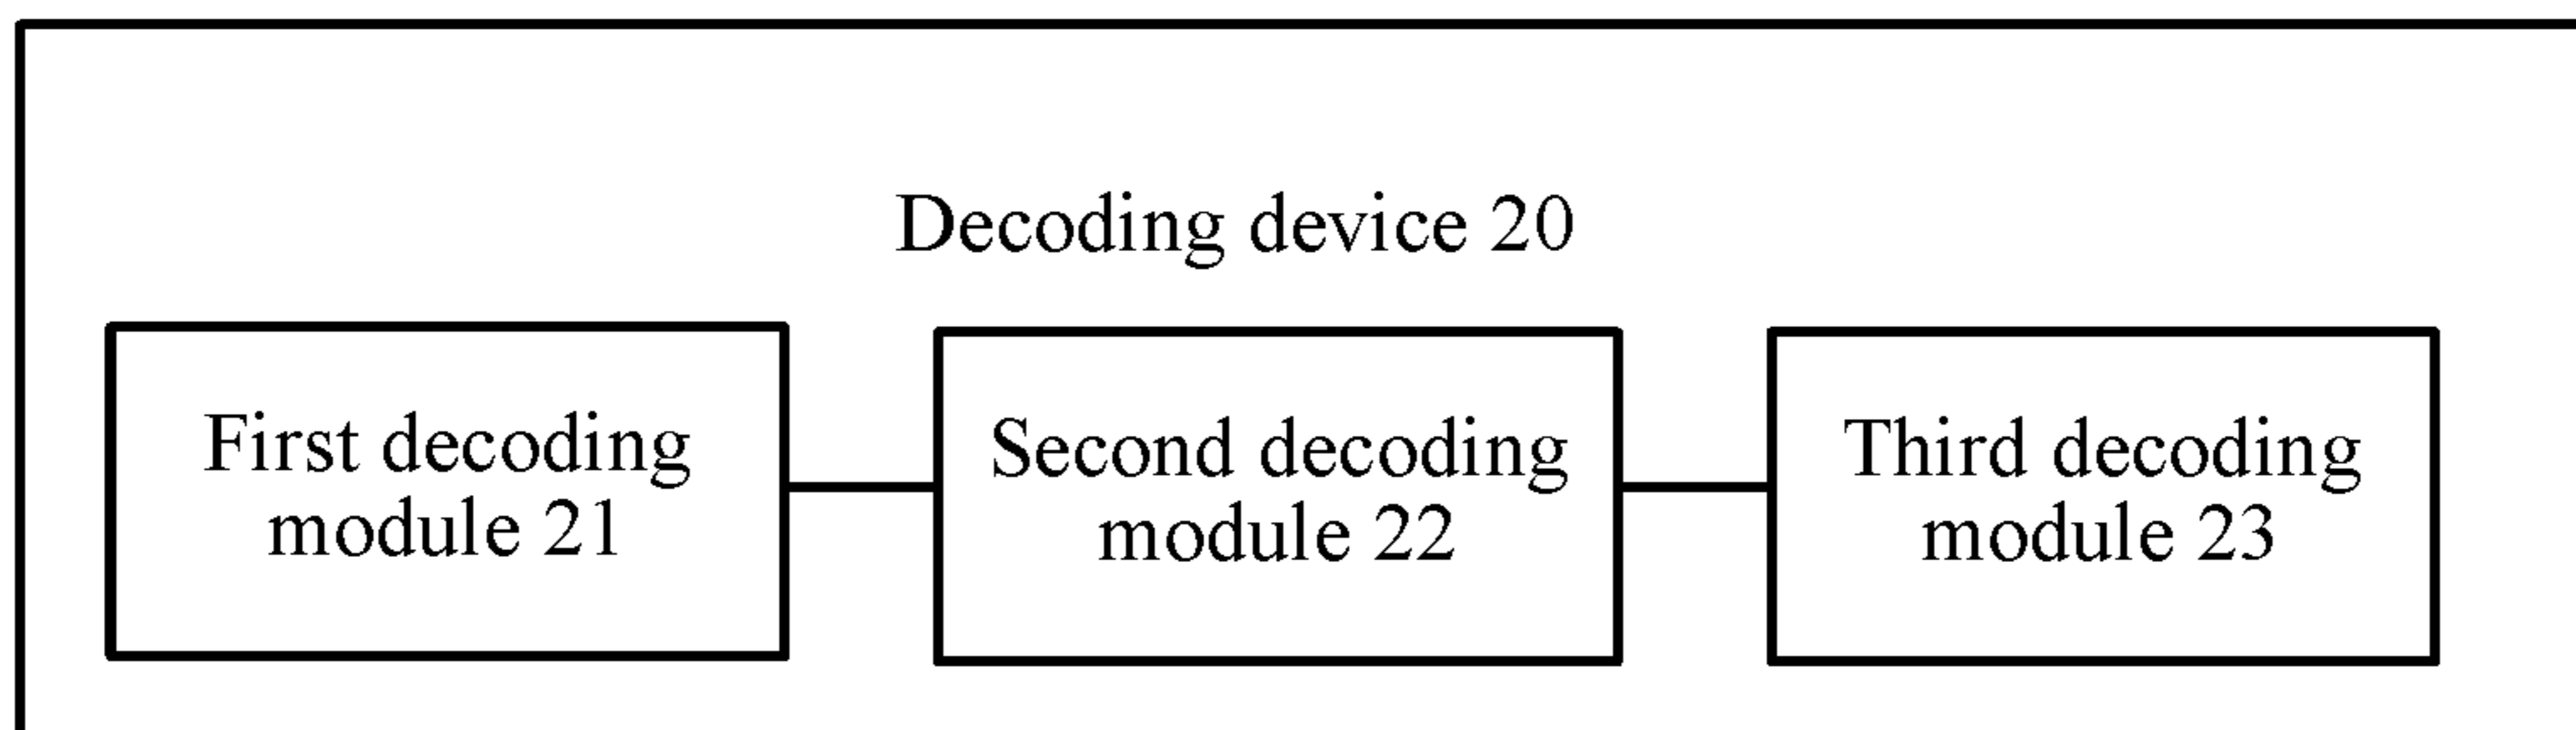 Decoding device 20
First decoding
module 21
Second decoding
module 22
Third decoding
module 23